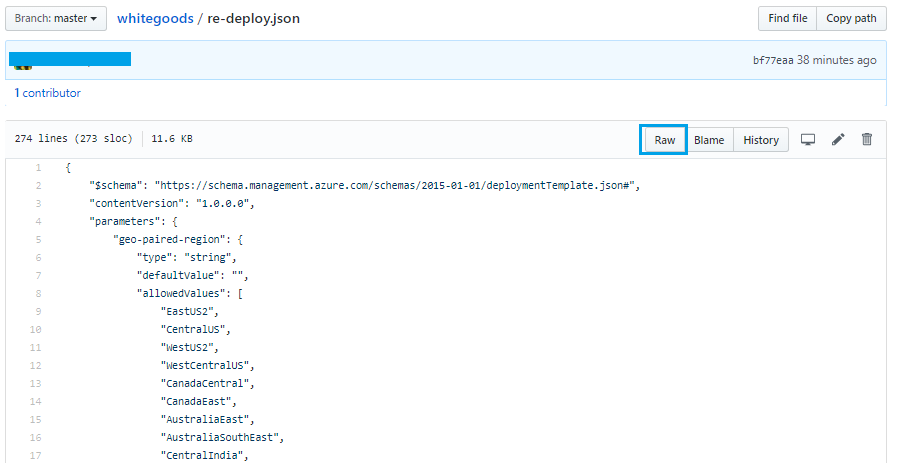 Branch: master
whitegoods / re-deploy.json
Find file
Copy path
bf77eaa 38 minutes ago
1 contributor
274 lines (273 sloc)
11.6 KB
Raw
Blame
History
1 {
2 "$schema": "https://schema.management.azure.com/schemas/2015-01-01/deploymentTemplate.json#",
3 "contentVersion": "1.0.0.0",
4 "parameters": {
5 "geo-paired-region": {
6 "type": "string",
7 "defaultValue": "",
8 "allowedValues": [
9 "EastUS2",
10 "CentralUS",
11 "WestUS2",
12 "WestCentralUS",
13 "CanadaCentral",
14 "CanadaEast",
15 "AustraliaEast",
16 "AustraliaSouthEast",
17 "CentralIndia",